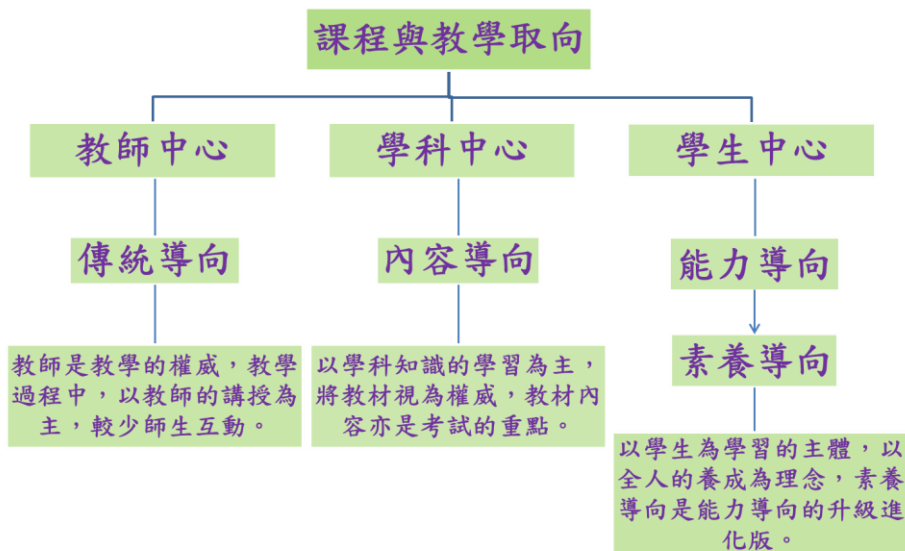 課程與教學取向
教師中心
學科中心
學生中心
傳統導向
內容導向
能力導向
素養導向
教師是教學的權威，教學
過程中，以教師的講授為
主，較少師生互動。
以學科知識的學習為主，
將教材視為權威，教材內
容亦是考試的重點。
以學生為學習的主體，以
全人的養成為理念，素養
導向是能力導向的升級進
化版。